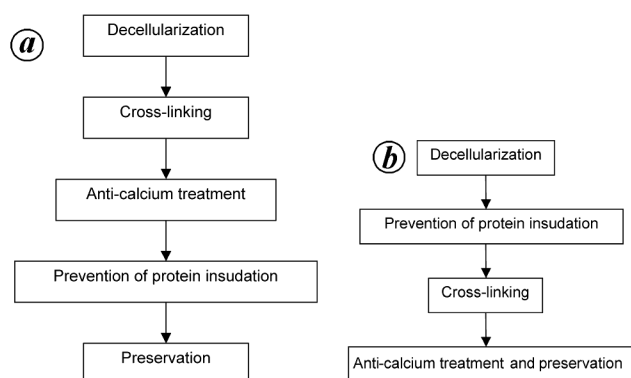 a
Decellularization
Cross-linking
Anti-calcium treatment
Prevention of protein insudation
Preservation
b
Decellularization
Prevention of protein insudation
Cross-linking
Anti-calcium treatment and preservation